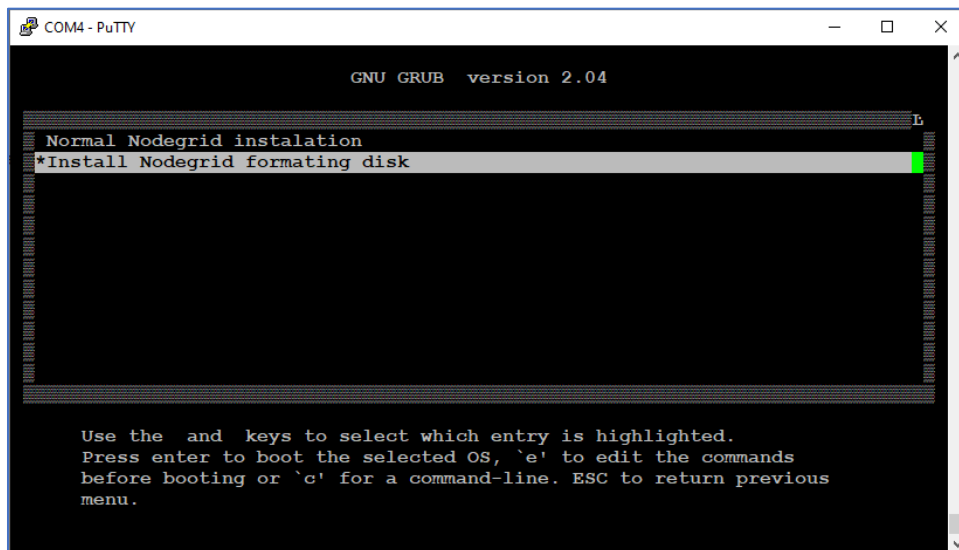 COM4 - PuTTY
GNU GRUB version 2.04
Normal Nodegrid instalation
*Install Nodegrid formating disk
Use the and keys to select which entry is highlighted.
Press enter to boot the selected OS, `e' to edit the commands
before booting or `c' for a command-line. ESC to return previous
menu.